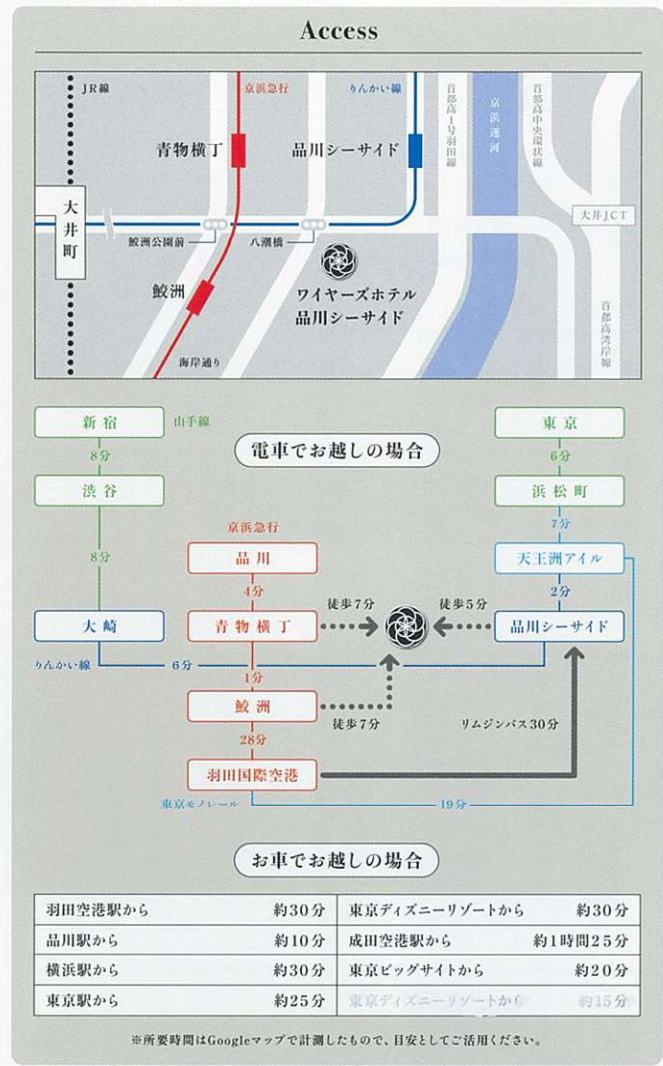 Access
JR線
京浜急行
りんかい線
首都高1号羽田線
京浜運河
首都高中央環状線
青物横丁
品川シーサイド
大井町
大井JCT
鮫洲公園前
八潮橋
鮫洲
ワイヤーズホテル
品川シーサイド
首都高湾岸線
海岸通り
電車でお越しの場合
新宿
山手線
8分
渋谷
8分
大崎
りんかい線
6分
京浜急行
品川
4分
青物横丁
徒歩7分
1分
鮫洲
徒歩7分
28分
羽田国際空港
東京モノレール
19分
東京
6分
浜松町
7分
天王洲アイル
2分
徒歩5分
品川シーサイド
リムジンバス30分
お車でお越しの場合
羽田空港駅から 約30分 東京ディズニーリゾートから 約30分
品川駅から 約10分 成田空港駅から 約1時間25分
横浜駅から 約30分 東京ビッグサイトから 約20分
東京駅から 約25分 東京ディズニーリゾートから 約15分
※所要時間はGoogleマップで計測したもので、目安としてご活用ください。